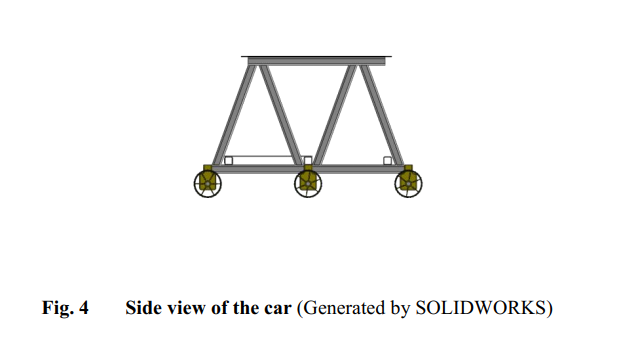 Fig. 4 Side view of the car (Generated by SOLIDWORKS)